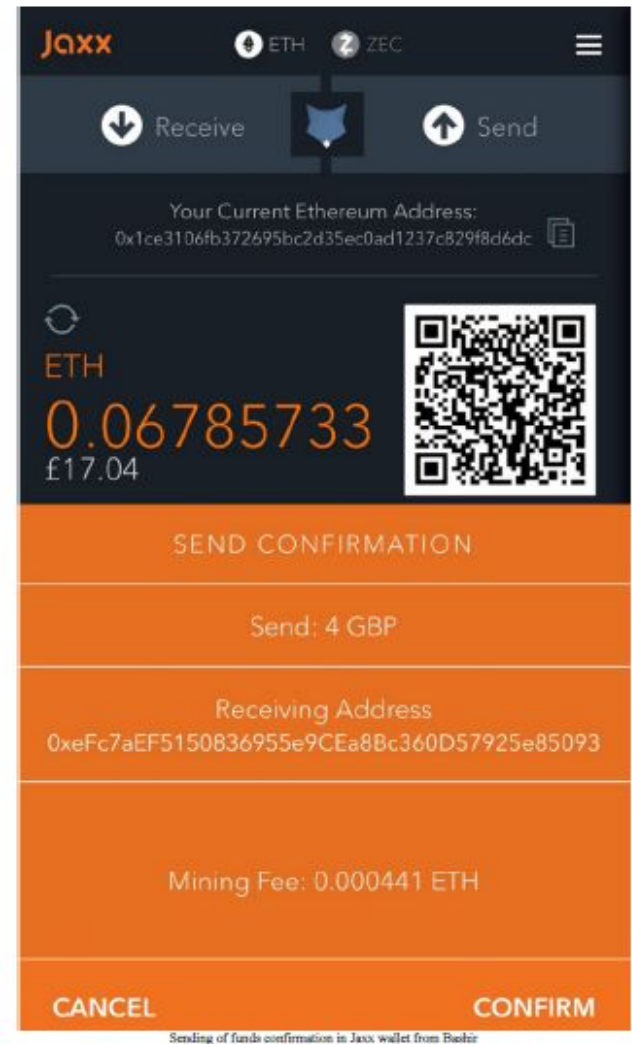 Jaxx ETH ZEC
Receive Send
Your Current Ethereum Address:
0x1ce3106fb372695bc2d35ec0ad1237c829f8d6dc
ETH
0.06785733
£17.04
SEND CONFIRMATION
Send: 4 GBP
Receiving Address
0xeFc7aEF5150836955e9CEa8Bc360D57925e85093
Mining Fee: 0.000441 ETH
CANCEL CONFIRM
Sending of funds confirmation in Jaxx wallet from Bashir